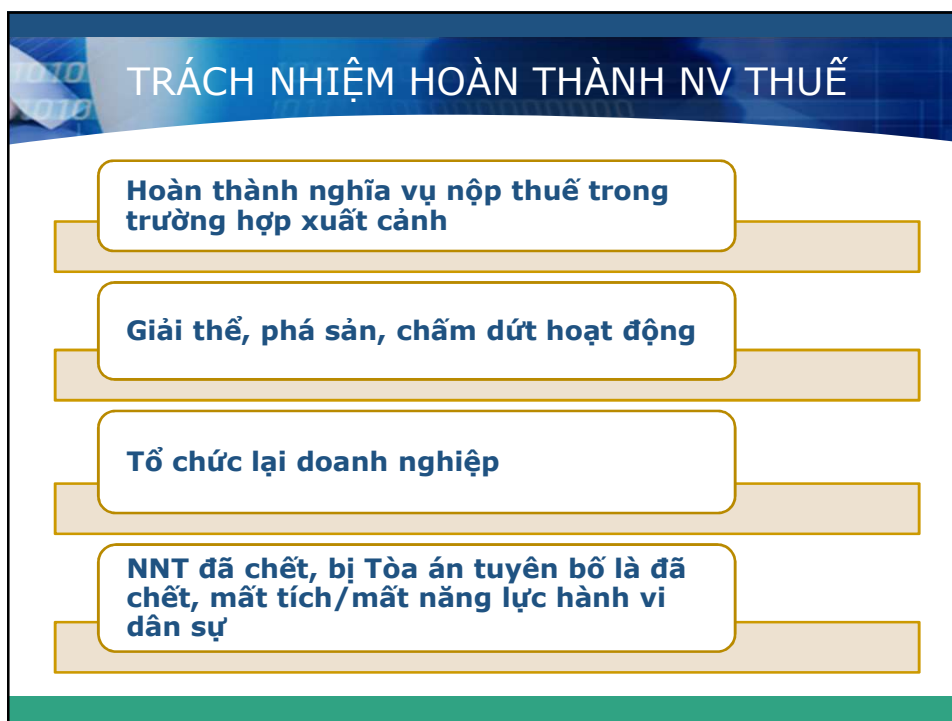 TRÁCH NHIỆM HOÀN THÀNH NV THUẾ
Hoàn thành nghĩa vụ nộp thuế trong
trường hợp xuất cảnh
Giải thể, phá sản, chấm dứt hoạt động
Tổ chức lại doanh nghiệp
NNT đã chết, bị Tòa án tuyên bố là đã
chết, mất tích/mất năng lực hành vi
dân sự